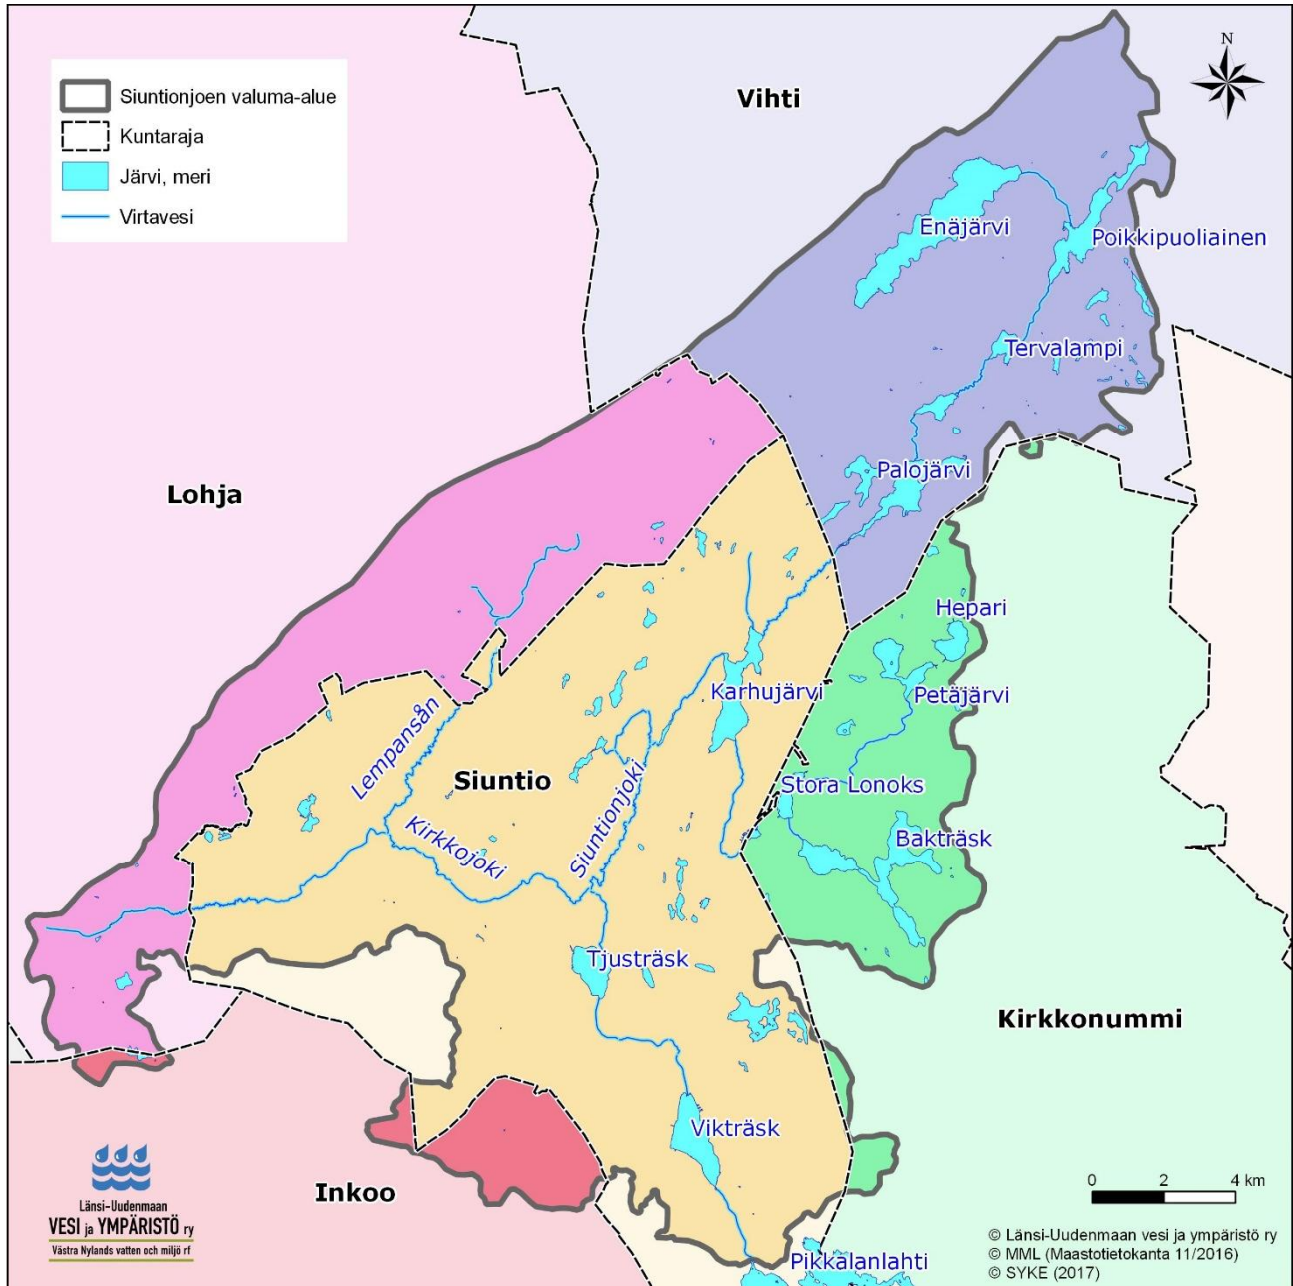 N
Siuntionjoen valuma-alue
Kuntaraja
Järvi, meri
Virtavesi
Vihti
Enäjärvi
Poikkipuoliainen
Tervalampi
Palojärvi
Lohja
Hepari
Karhujärvi
Petäjärvi
Lempansån
Siuntio
Siuntionjoki
Stora Lonoks
Kirkkojoki
Bakträsk
Tjusträsk
Kirkkonummi
Vikträsk
Inkoo
Pikkalanlahti
0 2 4 km
Länsi-Uudenmaan
VESI ja YMPÄRISTÖ ry
Västra Nylands vatten och miljö rf
© Länsi-Uudenmaan vesi ja ympäristö ry
© MML (Maastotietokanta 11/2016)
© SYKE (2017)